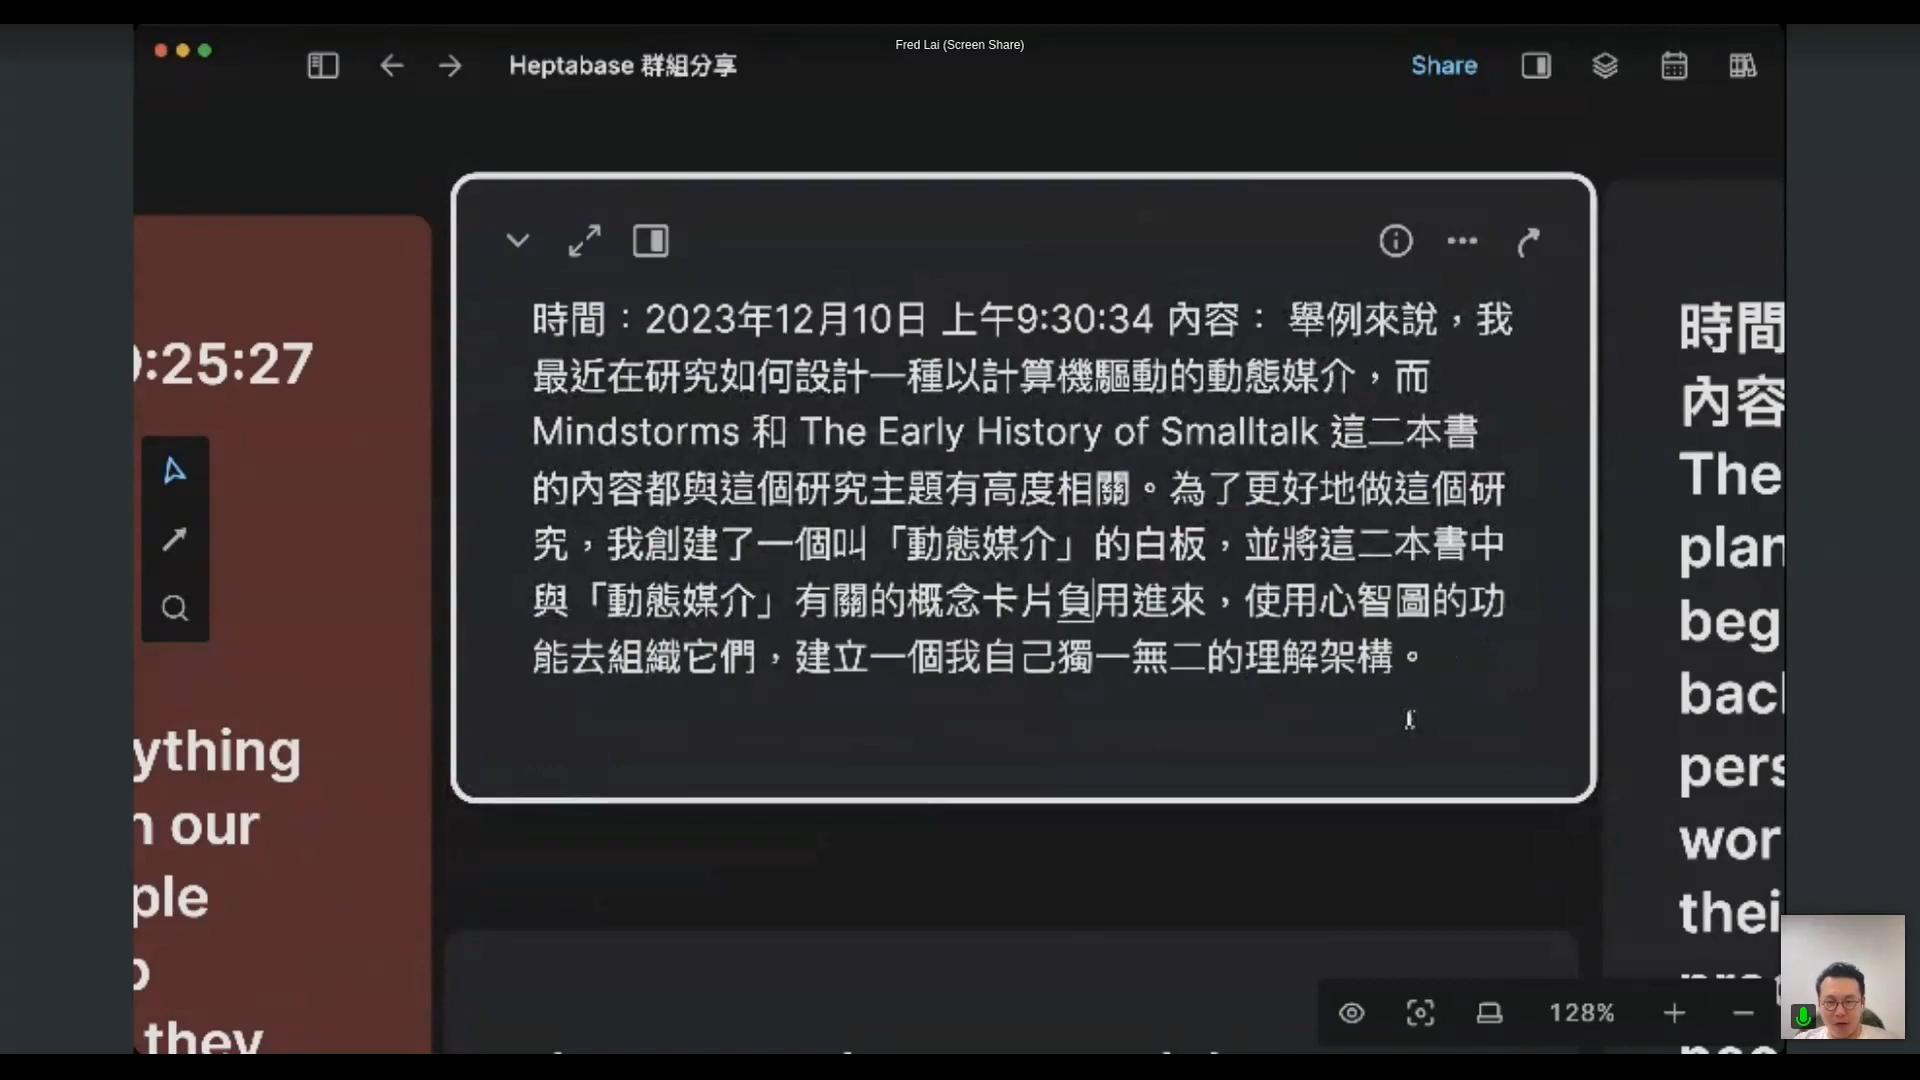 Fred Lai (Screen Share)
Heptabase 群組分享
Share
:25:27
ything
our
ple
they
時間：2023年12月10日 上午9:30:34 內容： 舉例來說，我
最近在研究如何設計一種以計算機驅動的動態媒介，而
Mindstorms 和 The Early History of Smalltalk 這二本書
的內容都與這個研究主題有高度相關。為了更好地做這個研
究，我創建了一個叫「動態媒介」的白板，並將這二本書中
與「動態媒介」有關的概念卡片負用進來，使用心智圖的功
能去組織它們，建立一個我自己獨一無二的理解架構。
時間
內容
The
plan
beg
bac
pers
wor
thei
128%